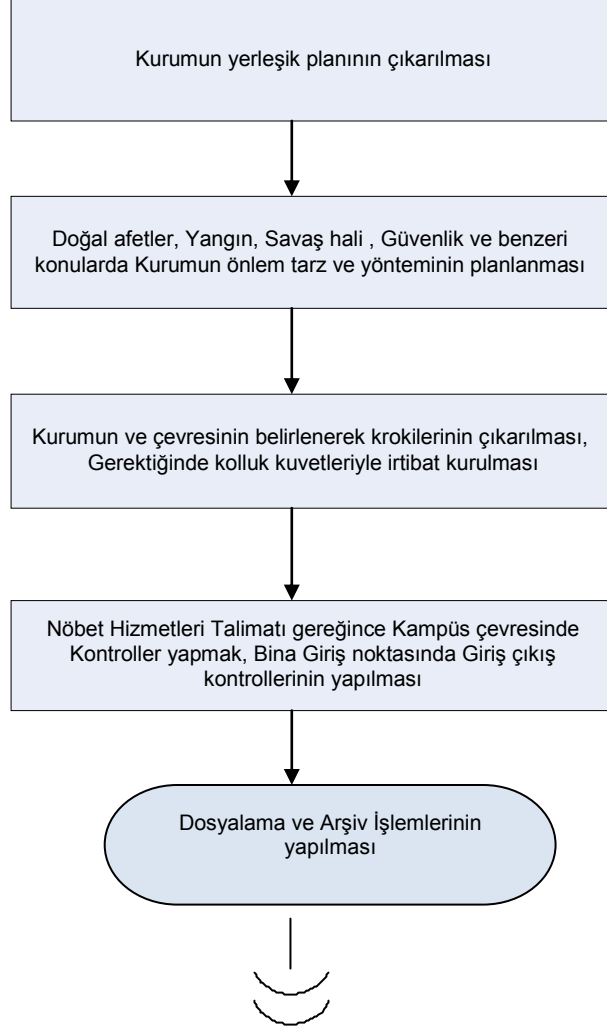 Kurumun yerleşik planının çıkarılması
Doğal afetler, Yangın, Savaş hali , Güvenlik ve benzeri
konularda Kurumun önlem tarz ve yönteminin planlanması
Kurumun ve çevresinin belirlenerek krokilerinin çıkarılması,
Gerektiğinde kolluk kuvetleriyle irtibat kurulması
Nöbet Hizmetleri Talimatı gereğince Kampüs çevresinde
Kontroller yapmak, Bina Giriş noktasında Giriş çıkış
kontrollerinin yapılması
Dosyalama ve Arşiv İşlemlerinin
yapılması